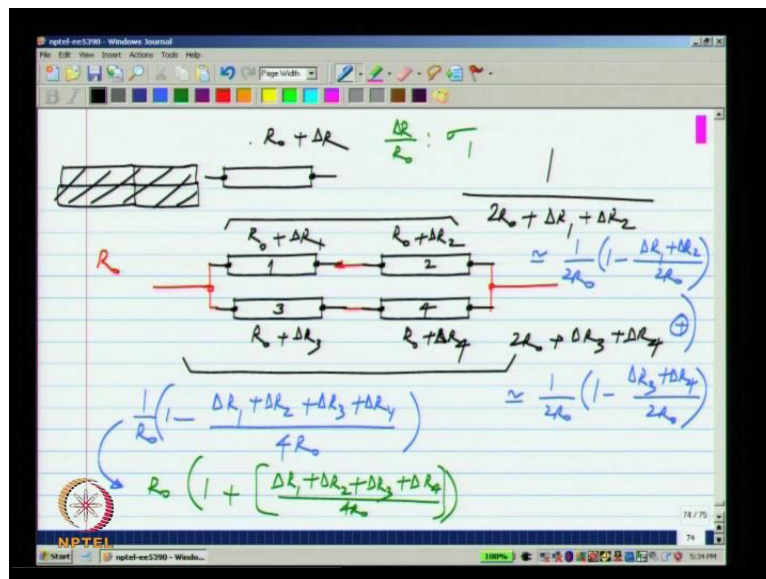 nptel-ee5390 - Windows Journal
File Edit View Insert Actions Tools Help
Page Width
B I
R₀ + ΔR
ΔR/R₀ : σ₁
1/(2R₀ + ΔR₁ + ΔR₂)
R₀ + ΔR₁ R₀ + ΔR₂
≃ 1/2R₀ (1 - (ΔR₁ + ΔR₂)/2R₀)
R₀
1 2
+
3 4
R₀ + ΔR₃ R₀ + ΔR₄ 2R₀ + ΔR₃ + ΔR₄
≃ 1/2R₀ (1 - (ΔR₃ + ΔR₄)/2R₀)
1/R₀ (1 - (ΔR₁ + ΔR₂ + ΔR₃ + ΔR₄)/4R₀)
R₀ (1 + [(ΔR₁ + ΔR₂ + ΔR₃ + ΔR₄)/4R₀])
NPTEL
74 / 75
74
Start nptel-ee5390 - Windo... 100% 5:34 PM